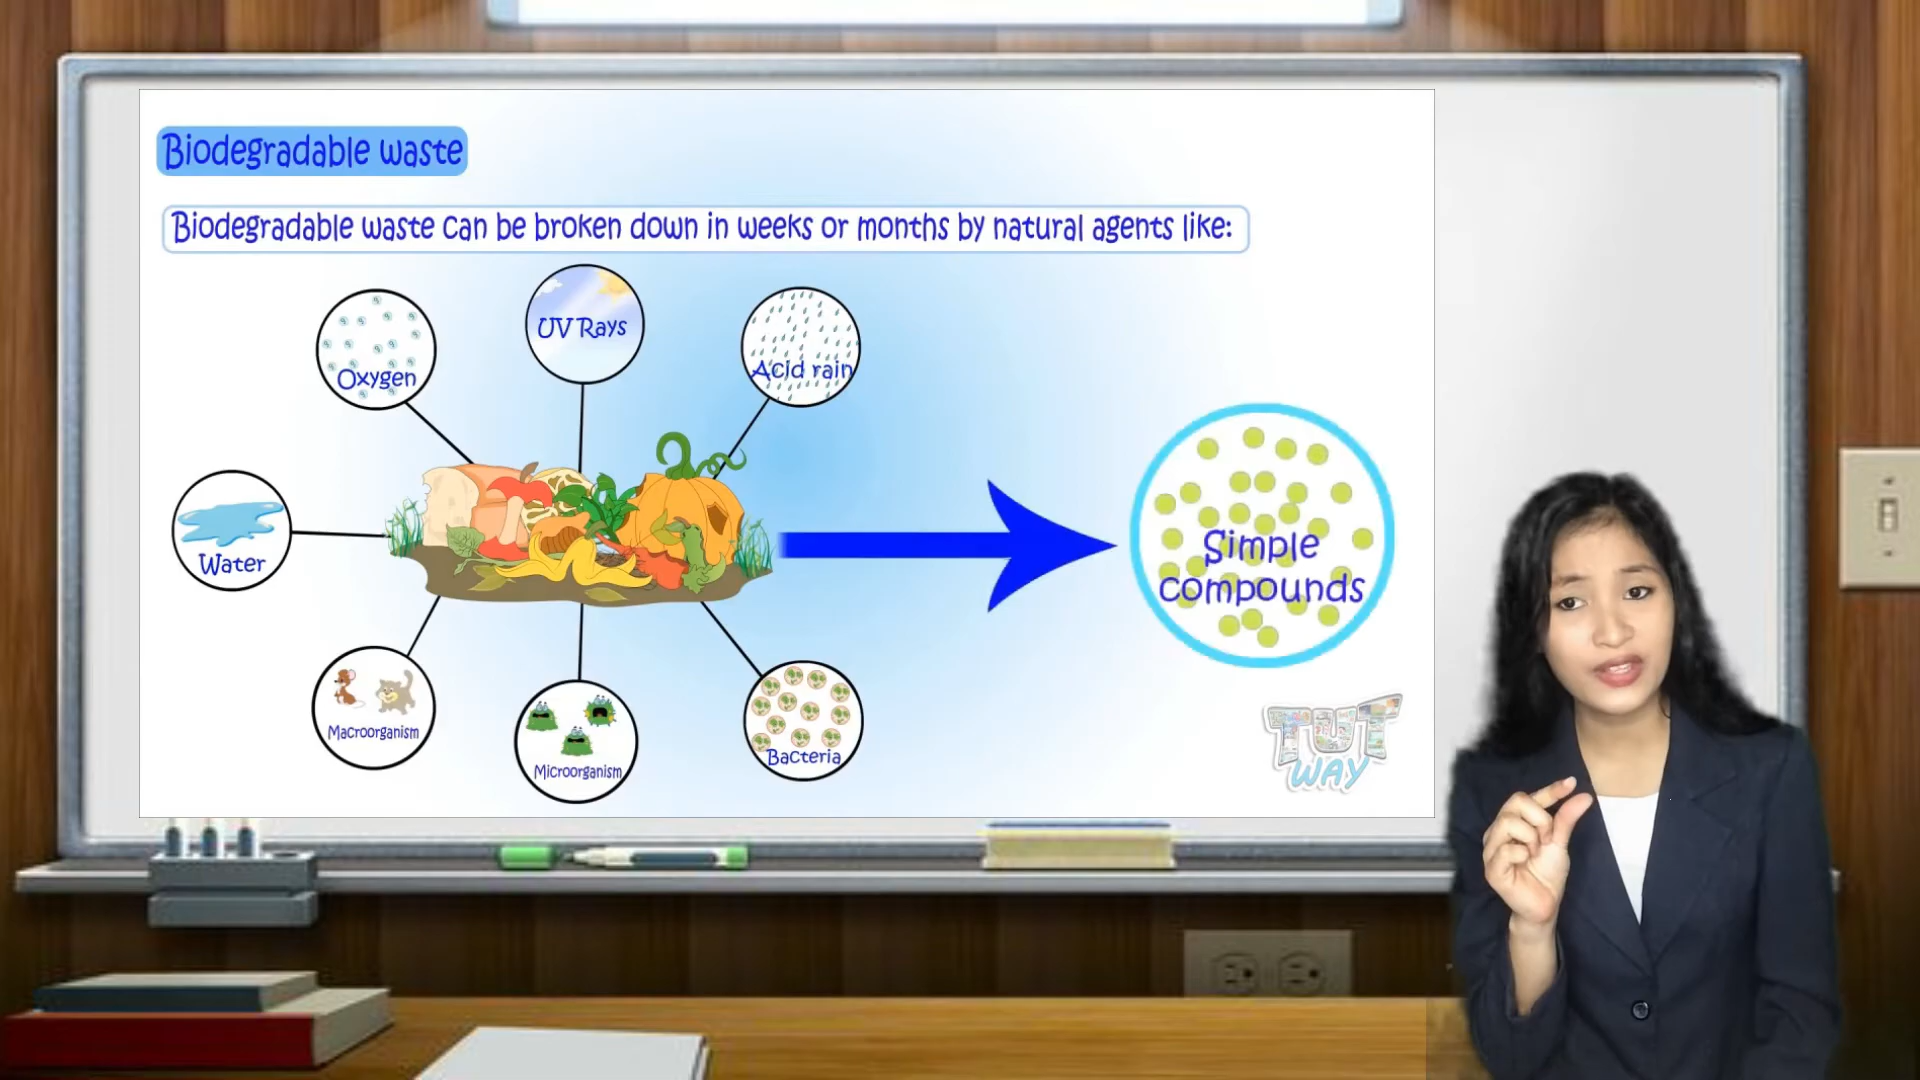 Biodegradable waste
Biodegradable waste can be broken down in weeks or months by natural agents like:
Oxygen
UV Rays
Acid rain
Water
Simple
compounds
Macroorganism
Microorganism
Bacteria
TUT
WAY